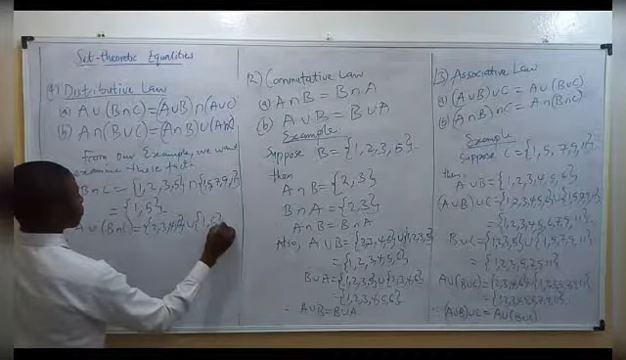 Set-theoretic Equalities
(1) Distributive Law
(a) A∪(B∩C)=(A∪B)∩(A∪C)
(b) A∩(B∪C)=(A∩B)∪(A∩C)
From our Example, we want
examine these fact.
B∩C = {1,2,3,5}∩{1,5,7,9,11}
= {1,5}
A∪(B∩C)={2,3,4,6}∪{1,5
(2) Commutative Law
(a) A∩B = B∩A
(b) A∪B = B∪A
Example
Suppose B={1,2,3,5}.
then
A∩B={2,3}
B∩A={2,3}
A∩B=B∩A
Also, A∪B={2,3,4,6}∪{1,2,3,5}
={1,2,3,4,5,6}
B∪A={1,2,3,5}∪{2,3,4,6}
={1,2,3,4,5,6}
∴ A∪B=B∪A
(3) Associative Law
(a) (A∪B)∪C = A∪(B∪C)
(b) (A∩B)∩C = A∩(B∩C)
Example
Suppose C={1,5,7,9,11}.
then
A∪B={1,2,3,4,5,6}
(A∪B)∪C={1,2,3,4,5,6}∪{1,5,7,9,11}
={1,2,3,4,5,6,7,9,11}
B∪C={1,2,3,5}∪{1,5,7,9,11}
={1,2,3,5,7,9,11}
A∪(B∪C)={2,3,4,6}∪{1,2,3,5,7,9,11}
={1,2,3,4,5,6,7,9,11}
∴ (A∪B)∪C=A∪(B∪C)